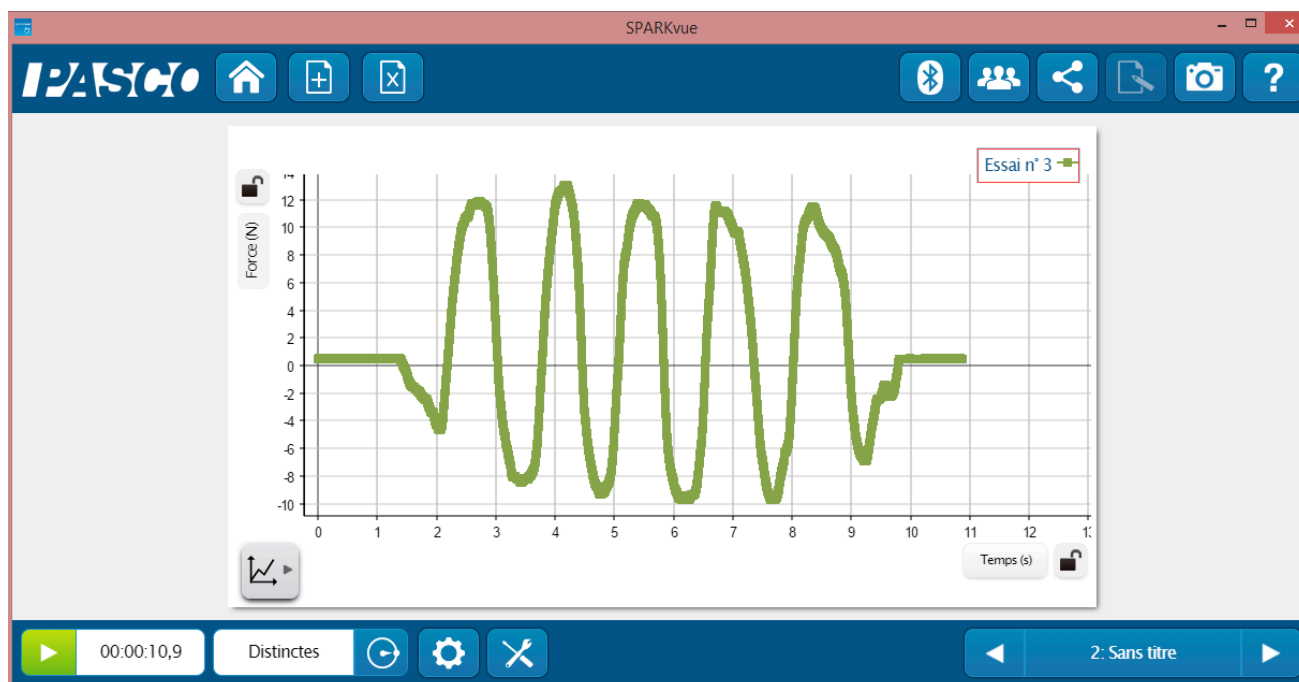 SPARKvue
PASCO
Essai n° 3
Force (N)
14
12
10
8
6
4
2
0
-2
-4
-6
-8
-10
0 1 2 3 4 5 6 7 8 9 10 11 12
Temps (s)
00:00:10,9
Distinctes
2: Sans titre